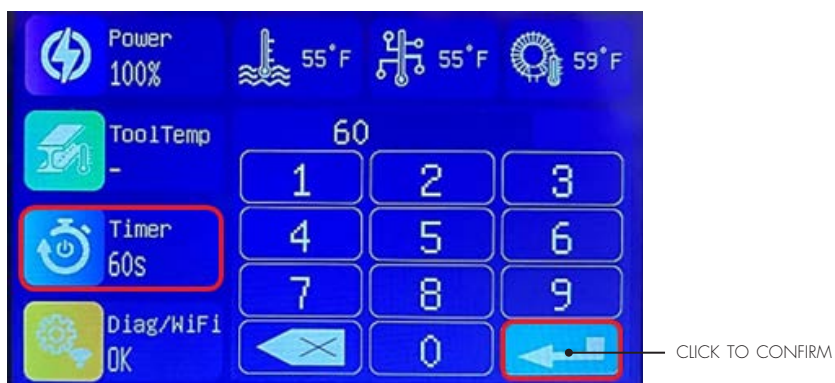 Power
100%
55°F
55°F
59°F
ToolTemp
-
60
1 2 3
Timer
60S
4 5 6
7 8 9
Diag/WiFi
OK
0
CLICK TO CONFIRM